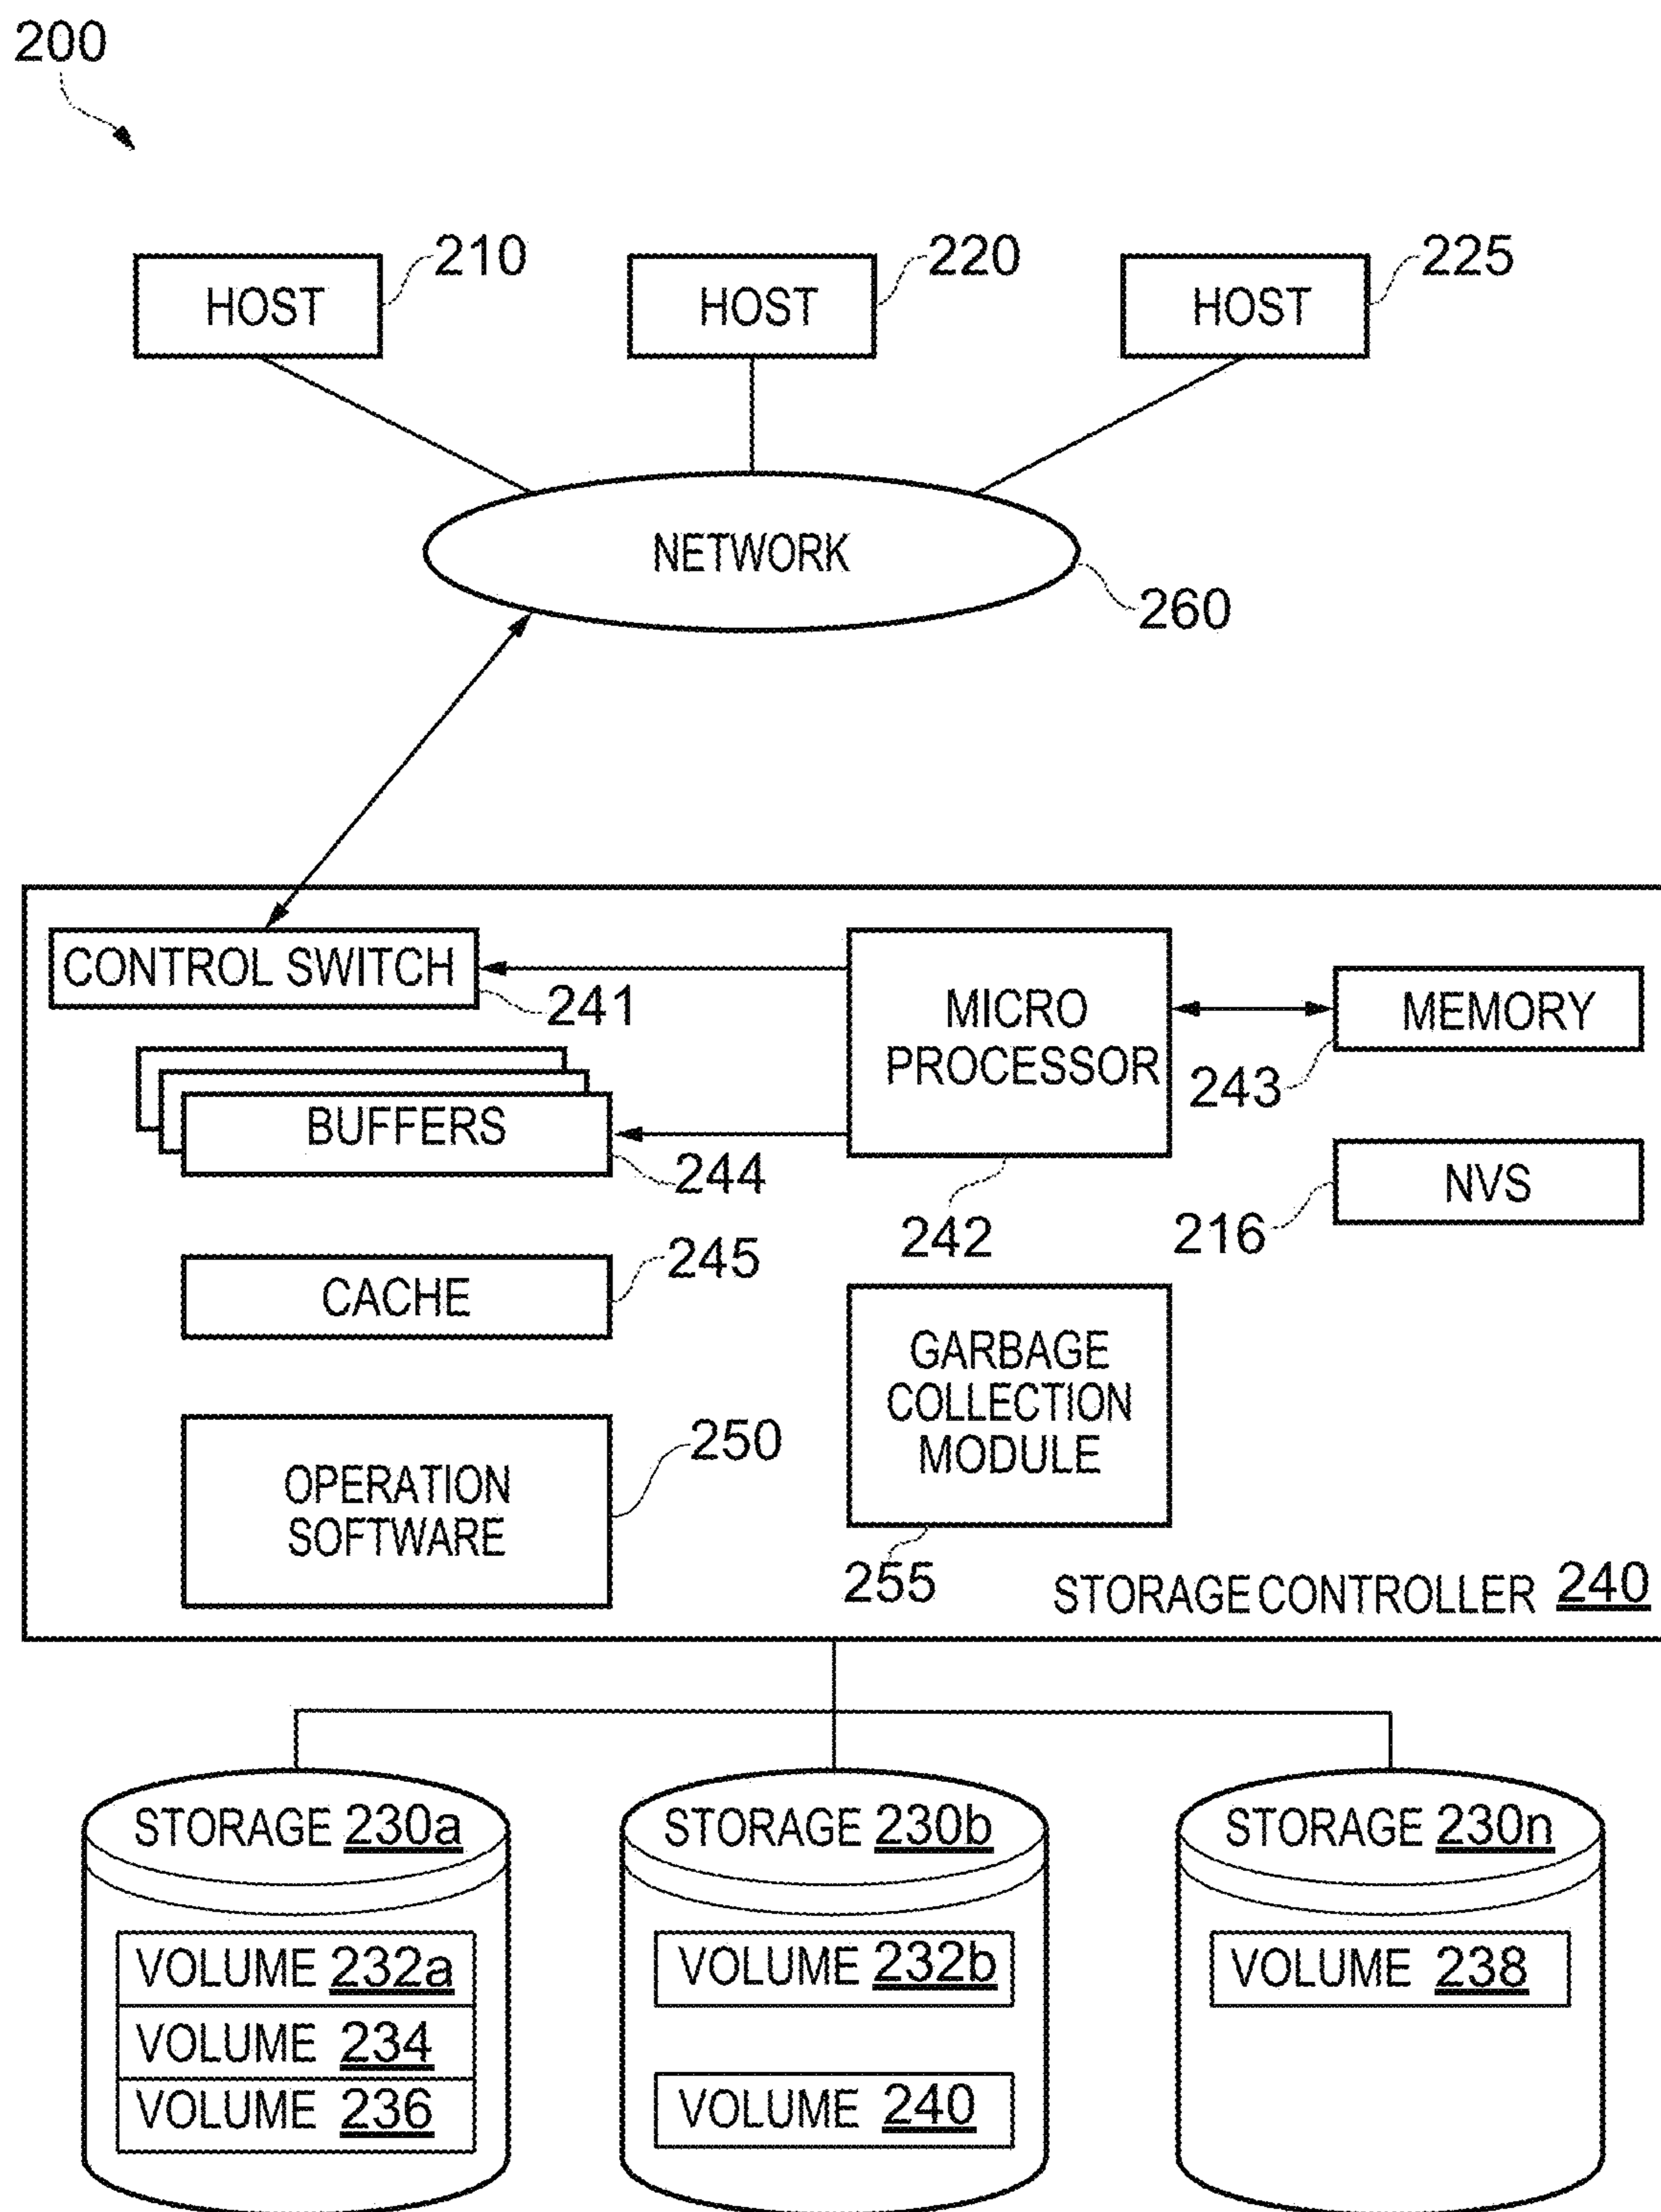 200
HOST
210
HOST
220
HOST
225
NETWORK
260
CONTROL SWITCH
241
MICRO
PROCESSOR
242
MEMORY
243
BUFFERS
244
NVS
216
CACHE
245
GARBAGE
COLLECTION
MODULE
255
OPERATION
SOFTWARE
250
STORAGE CONTROLLER 240
STORAGE 230a
STORAGE 230b
STORAGE 230n
VOLUME 232a
VOLUME 234
VOLUME 236
VOLUME 232b
VOLUME 240
VOLUME 238